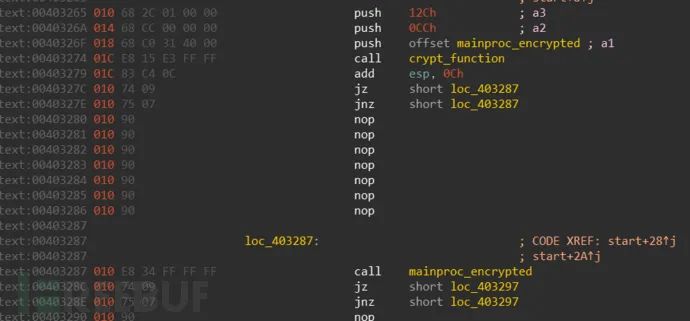 ; start+8↑j
text:00403265 010 68 2C 01 00 00 push 12Ch ; a3
text:0040326A 014 68 CC 00 00 00 push 0CCh ; a2
text:0040326F 018 68 C0 31 40 00 push offset mainproc_encrypted ; a1
text:00403274 01C E8 15 E3 FF FF call crypt_function
text:00403279 01C 83 C4 0C add esp, 0Ch
text:0040327C 010 74 09 jz short loc_403287
text:0040327E 010 75 07 jnz short loc_403287
text:00403280 010 90 nop
text:00403281 010 90 nop
text:00403282 010 90 nop
text:00403283 010 90 nop
text:00403284 010 90 nop
text:00403285 010 90 nop
text:00403286 010 90 nop
text:00403287
text:00403287 loc_403287: ; CODE XREF: start+28↑j
text:00403287 ; start+2A↑j
text:00403287 010 E8 34 FF FF FF call mainproc_encrypted
text:0040328C 010 74 09 jz short loc_403297
text:0040328E 010 75 07 jnz short loc_403297
text:00403290 010 90 nop